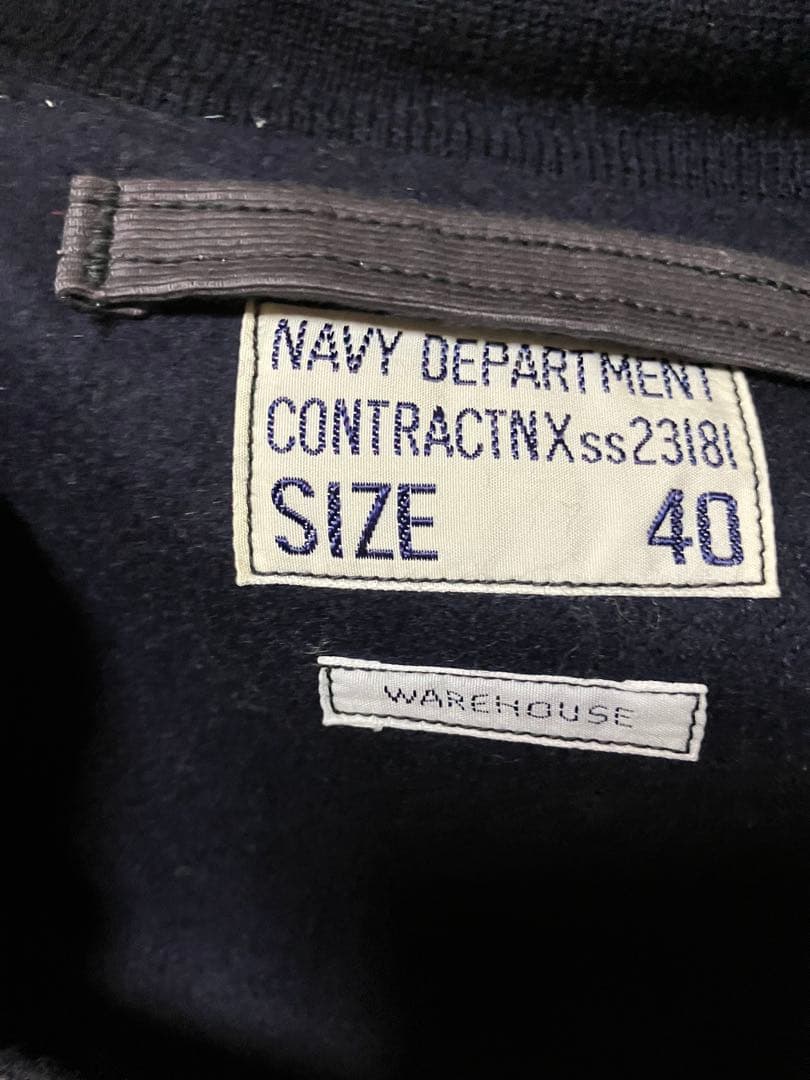 NAVY DEPARTMENT
CONTRACTNXss23181
SIZE 40
WAREHOUSE